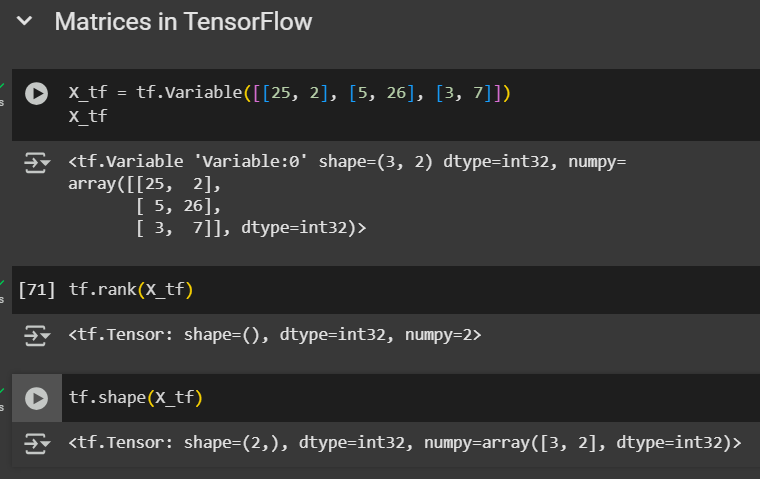 Matrices in TensorFlow
X_tf = tf.Variable([[25, 2], [5, 26], [3, 7]])
X_tf
<tf.Variable 'Variable:0' shape=(3, 2) dtype=int32, numpy=
array([[25,  2],
       [ 5, 26],
       [ 3,  7]], dtype=int32)>
[71] tf.rank(X_tf)
<tf.Tensor: shape=(), dtype=int32, numpy=2>
tf.shape(X_tf)
<tf.Tensor: shape=(2,), dtype=int32, numpy=array([3, 2], dtype=int32)>